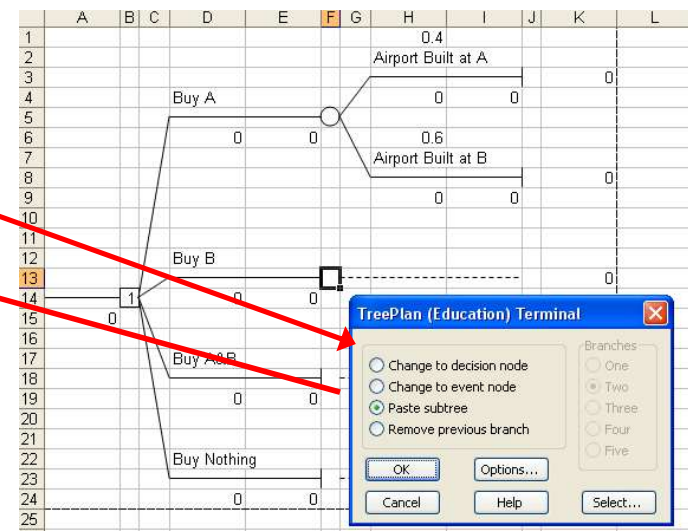 A B C D E F G H I J K L
1 0.4
2 Airport Built at A
3 0
4 Buy A 0 0
5
6 0 0 0.6
7 Airport Built at B
8 0
9 0 0
10
11
12 Buy B
13 0
14 1 0 0
15 0
16
17 Buy A&B
18
19 0 0
20
21
22 Buy Nothing
23
24 0 0
25
TreePlan (Education) Terminal
Change to decision node
Change to event node
Paste subtree
Remove previous branch
Branches
One
Two
Three
Four
Five
OK Options...
Cancel Help Select...